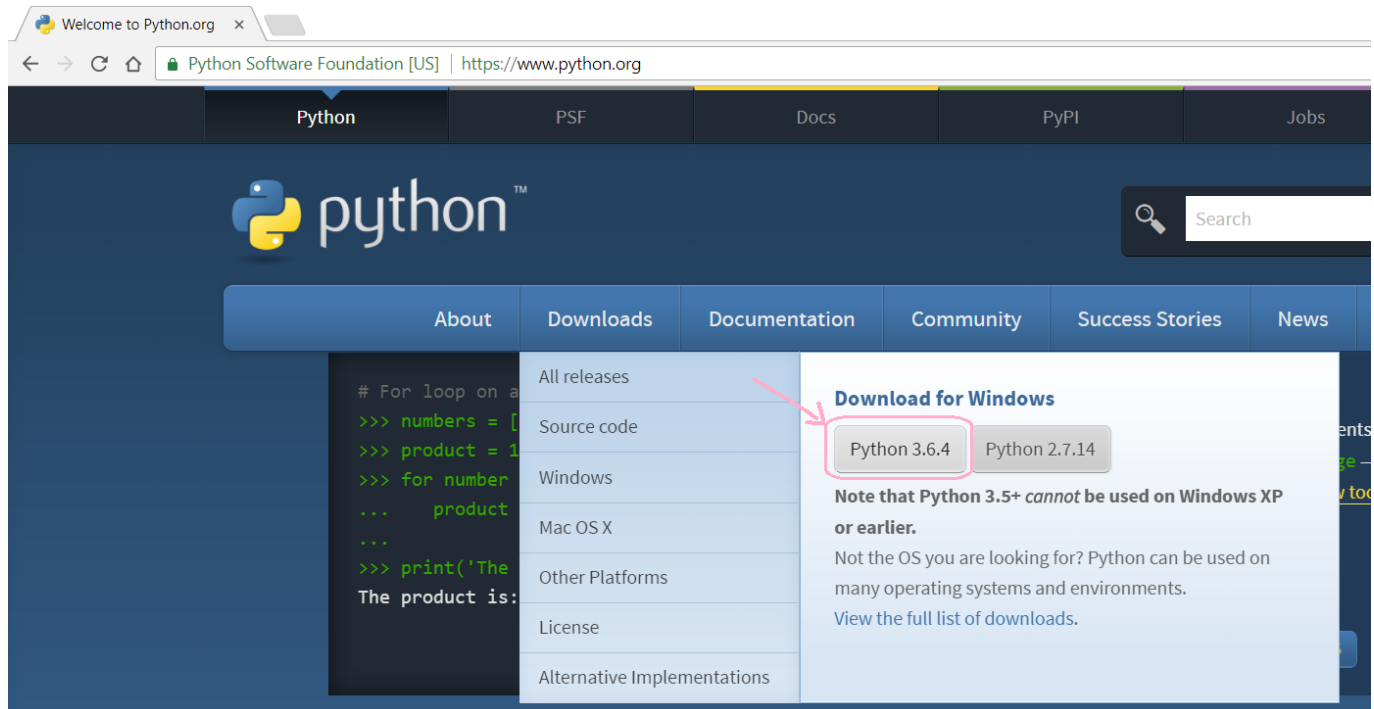 Welcome to Python.org
Python Software Foundation [US] https://www.python.org
Python PSF Docs PyPI Jobs
python™
Search
About Downloads Documentation Community Success Stories News
# For loop on a
>>> numbers = [
>>> product = 1
>>> for number
... product
...
>>> print('The
The product is:
All releases
Source code
Windows
Mac OS X
Other Platforms
License
Alternative Implementations
Download for Windows
Python 3.6.4 Python 2.7.14
Note that Python 3.5+ cannot be used on Windows XP
or earlier.
Not the OS you are looking for? Python can be used on
many operating systems and environments.
View the full list of downloads.